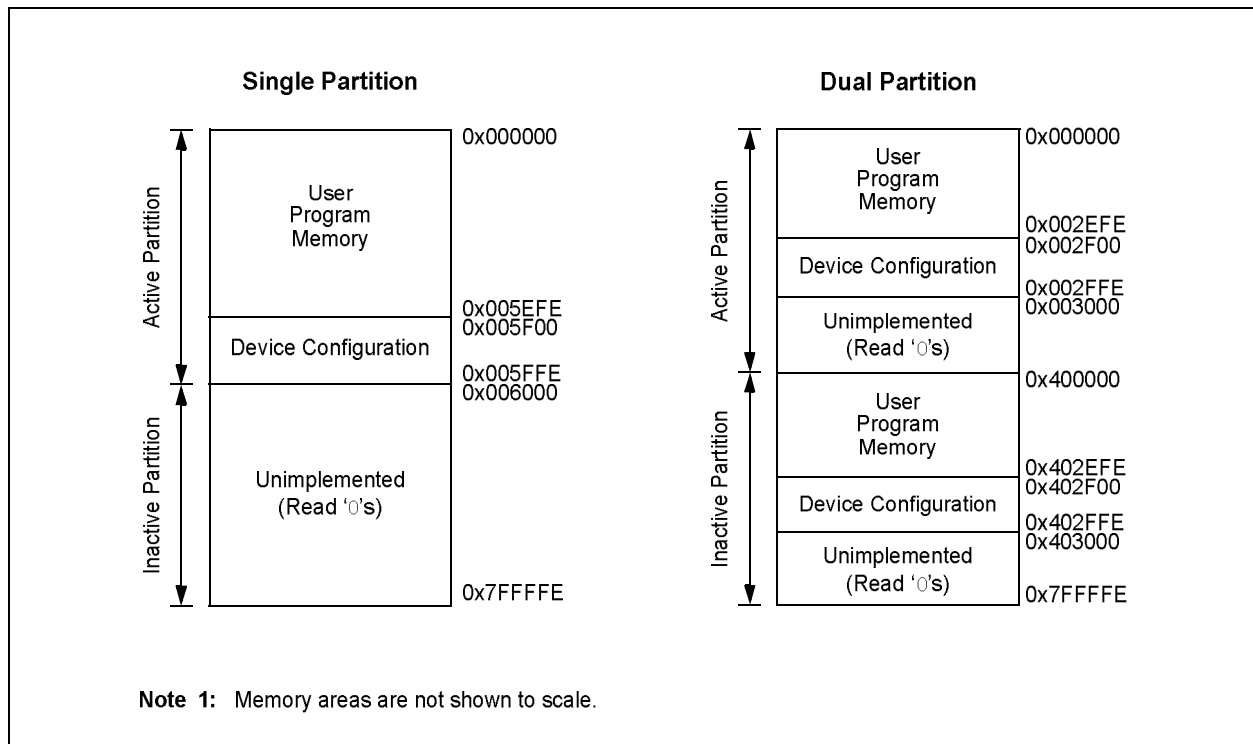 Single Partition
0x000000
Active Partition
User
Program
Memory
0x005EFE
0x005F00
Device Configuration
0x005FFE
0x006000
Inactive Partition
Unimplemented
(Read ‘0’s)
0x7FFFFE
Dual Partition
0x000000
Active Partition
User
Program
Memory
0x002EFE
0x002F00
Device Configuration
0x002FFE
0x003000
Unimplemented
(Read ‘0’s)
0x400000
Inactive Partition
User
Program
Memory
0x402EFE
0x402F00
Device Configuration
0x402FFE
0x403000
Unimplemented
(Read ‘0’s)
0x7FFFFE
Note 1: Memory areas are not shown to scale.